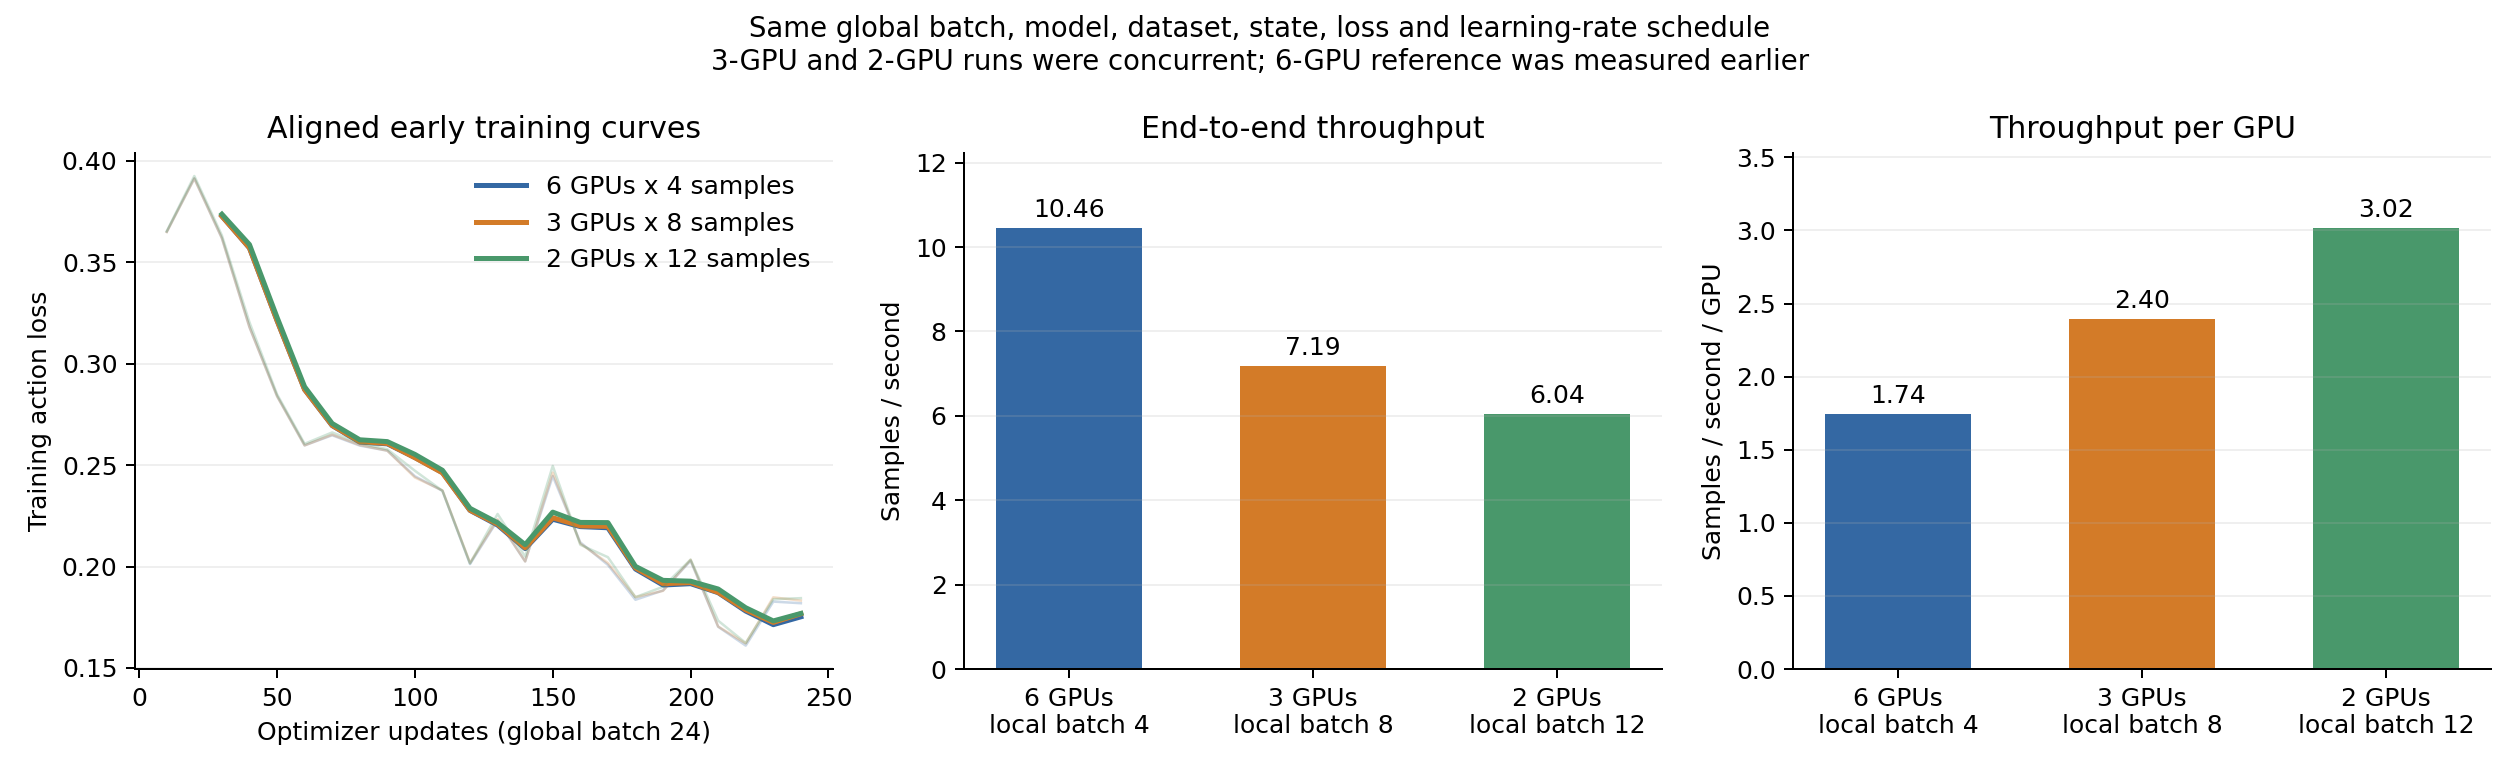 Same global batch, model, dataset, state, loss and learning-rate schedule
3-GPU and 2-GPU runs were concurrent; 6-GPU reference was measured earlier
Aligned early training curves
0.40
0.35
0.30
0.25
0.20
0.15
Training action loss
6 GPUs x 4 samples
3 GPUs x 8 samples
2 GPUs x 12 samples
0
50
100
150
200
250
Optimizer updates (global batch 24)
End-to-end throughput
12
10
8
6
4
2
0
Samples / second
10.46
7.19
6.04
6 GPUs
local batch 4
3 GPUs
local batch 8
2 GPUs
local batch 12
Throughput per GPU
3.5
3.0
2.5
2.0
1.5
1.0
0.5
0.0
Samples / second / GPU
1.74
2.40
3.02
6 GPUs
local batch 4
3 GPUs
local batch 8
2 GPUs
local batch 12